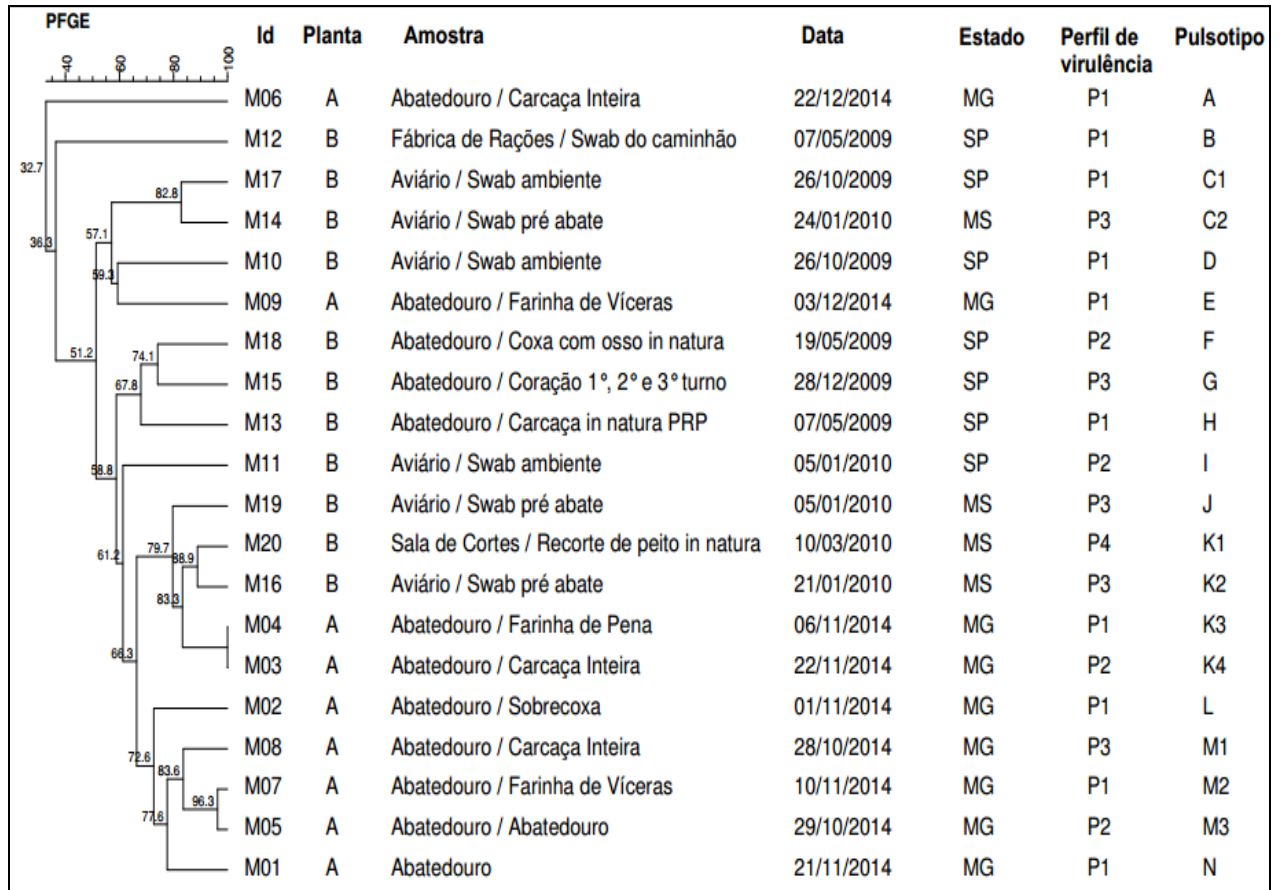 PFGE
Id Planta Amostra Data Estado Perfil de virulência Pulsotipo
40 60 80 100
M06 A Abatedouro / Carcaça Inteira 22/12/2014 MG P1 A
M12 B Fábrica de Rações / Swab do caminhão 07/05/2009 SP P1 B
32.7
M17 B Aviário / Swab ambiente 26/10/2009 SP P1 C1
82.8
M14 B Aviário / Swab pré abate 24/01/2010 MS P3 C2
57.1
36.3
M10 B Aviário / Swab ambiente 26/10/2009 SP P1 D
59.3
M09 A Abatedouro / Farinha de Víceras 03/12/2014 MG P1 E
M18 B Abatedouro / Coxa com osso in natura 19/05/2009 SP P2 F
51.2
74.1
M15 B Abatedouro / Coração 1°, 2° e 3° turno 28/12/2009 SP P3 G
67.8
M13 B Abatedouro / Carcaça in natura PRP 07/05/2009 SP P1 H
M11 B Aviário / Swab ambiente 05/01/2010 SP P2 I
58.8
M19 B Aviário / Swab pré abate 05/01/2010 MS P3 J
M20 B Sala de Cortes / Recorte de peito in natura 10/03/2010 MS P4 K1
61.2
79.7
88.9
M16 B Aviário / Swab pré abate 21/01/2010 MS P3 K2
83.3
M04 A Abatedouro / Farinha de Pena 06/11/2014 MG P1 K3
66.3
M03 A Abatedouro / Carcaça Inteira 22/11/2014 MG P2 K4
M02 A Abatedouro / Sobrecoxa 01/11/2014 MG P1 L
M08 A Abatedouro / Carcaça Inteira 28/10/2014 MG P3 M1
72.6
83.6
M07 A Abatedouro / Farinha de Víceras 10/11/2014 MG P1 M2
96.3
M05 A Abatedouro / Abatedouro 29/10/2014 MG P2 M3
77.6
M01 A Abatedouro 21/11/2014 MG P1 N